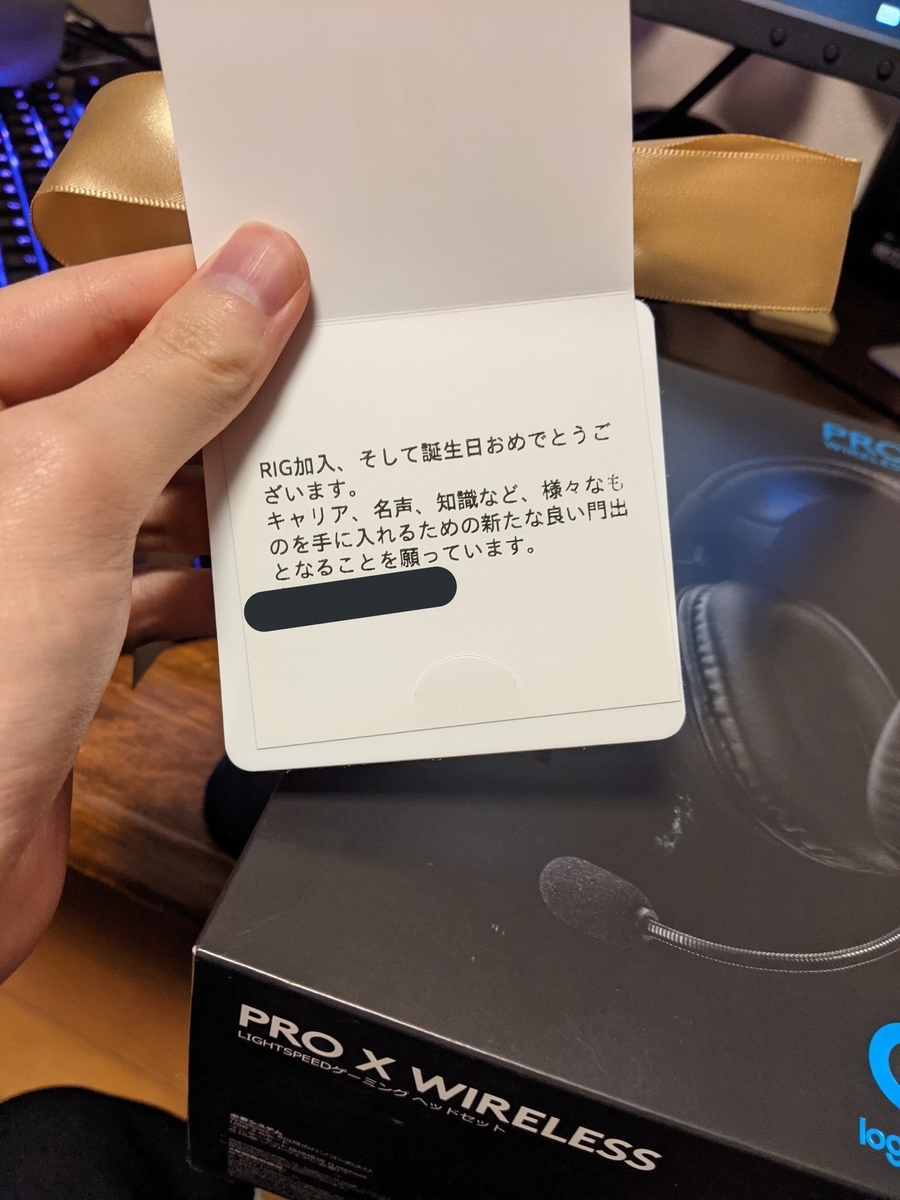 RIG加入、そして誕生日おめでとうご
ざいます。
キャリア、名声、知識など、様々なも
のを手に入れるための新たな良い門出
となることを願っています。
PRO
WIRELESS
PRO X WIRELESS
LIGHTSPEEDゲーミング ヘッドセット
log